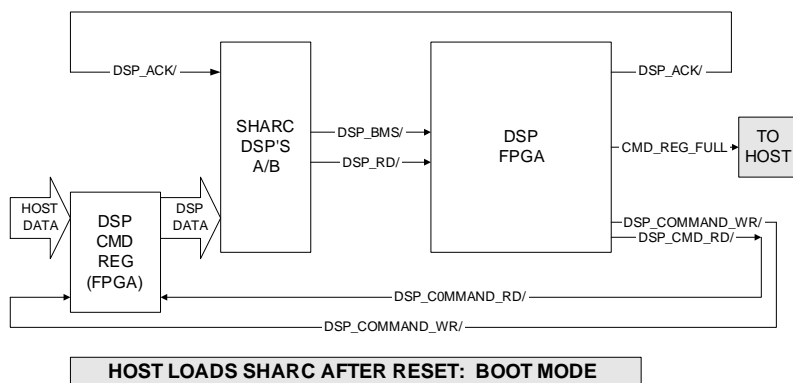 DSP_ACK/
DSP_ACK/
SHARC
DSP'S
A/B
DSP_BMS/
DSP_RD/
DSP
FPGA
CMD_REG_FULL
TO
HOST
HOST
DATA
DSP
CMD
REG
(FPGA)
DSP
DATA
DSP_COMMAND_WR/
DSP_CMD_RD/
DSP_C0MMAND_RD/
DSP_COMMAND_WR/
HOST LOADS SHARC AFTER RESET: BOOT MODE